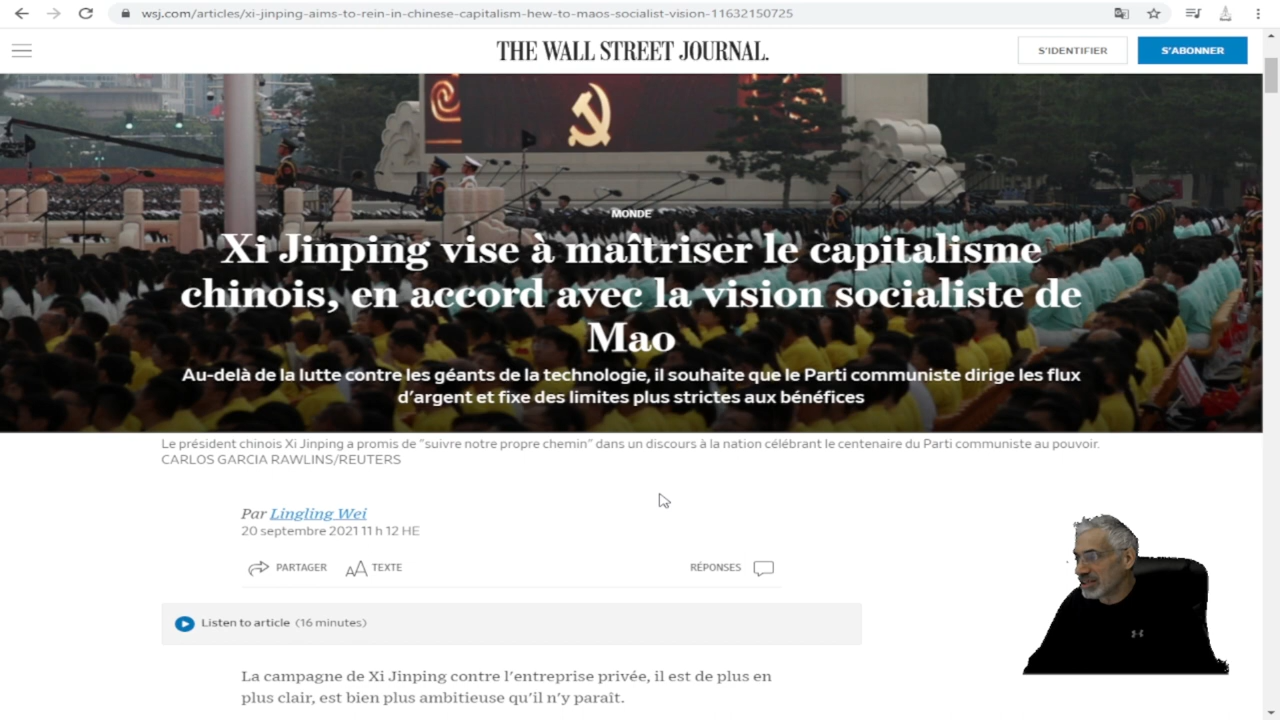 wsj.com/articles/xi-jinping-aims-to-rein-in-chinese-capitalism-hew-to-maos-socialist-vision-11632150725
THE WALL STREET JOURNAL.
S'IDENTIFIER
S'ABONNER
MONDE
Xi Jinping vise à maîtriser le capitalisme
chinois, en accord avec la vision socialiste de
Mao
Au-delà de la lutte contre les géants de la technologie, il souhaite que le Parti communiste dirige les flux
d'argent et fixe des limites plus strictes aux bénéfices
Le président chinois Xi Jinping a promis de "suivre notre propre chemin" dans un discours à la nation célébrant le centenaire du Parti communiste au pouvoir.
CARLOS GARCIA RAWLINS/REUTERS
Par Lingling Wei
20 septembre 2021 11 h 12 HE
PARTAGER
AA TEXTE
RÉPONSES
Listen to article (16 minutes)
La campagne de Xi Jinping contre l'entreprise privée, il est de plus en
plus clair, est bien plus ambitieuse qu'il n'y paraît.